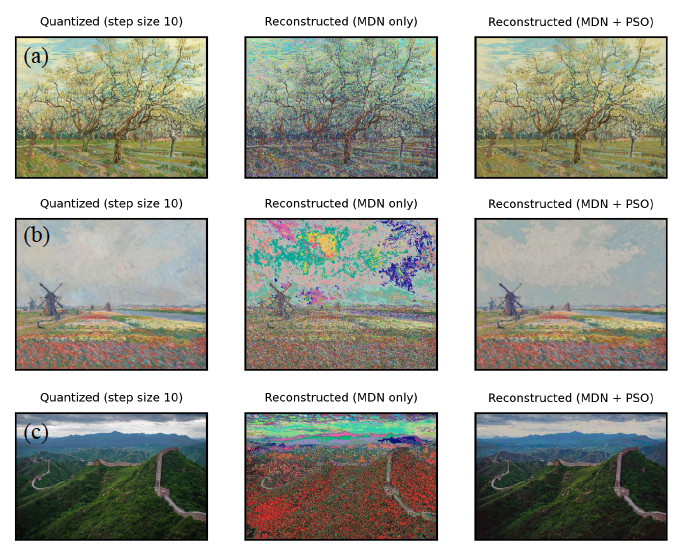 Quantized (step size 10) Reconstructed (MDN only) Reconstructed (MDN + PSO)
(a)
Quantized (step size 10) Reconstructed (MDN only) Reconstructed (MDN + PSO)
(b)
Quantized (step size 10) Reconstructed (MDN only) Reconstructed (MDN + PSO)
(c)